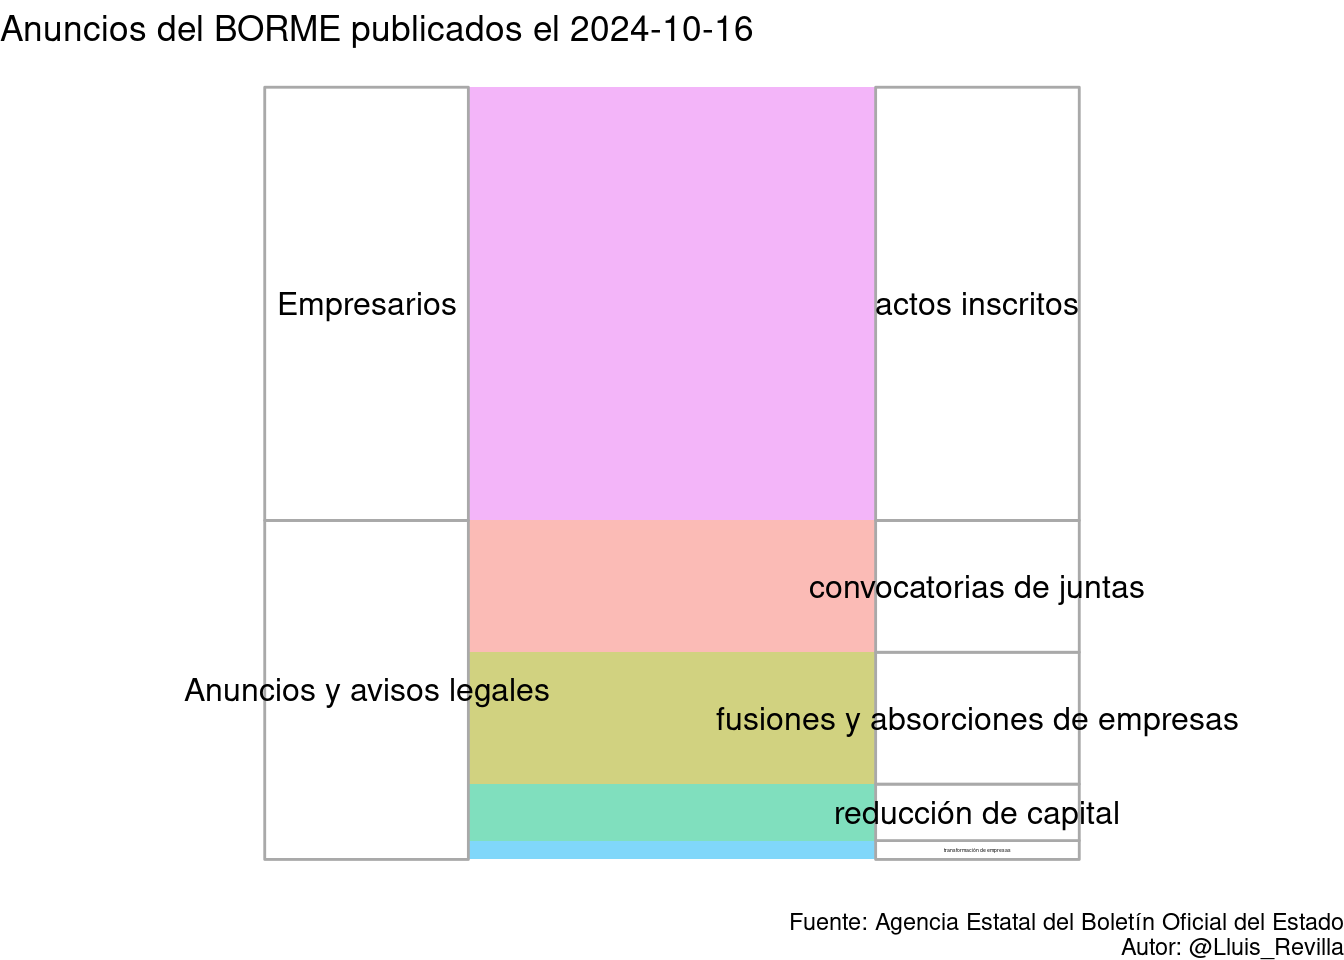 Anuncios del BORME publicados el 2024-10-16
Empresarios
actos inscritos
convocatorias de juntas
Anuncios y avisos legales
fusiones y absorciones de empresas
reducción de capital
transformación de empresas
Fuente: Agencia Estatal del Boletín Oficial del Estado
Autor: @Lluis_Revilla